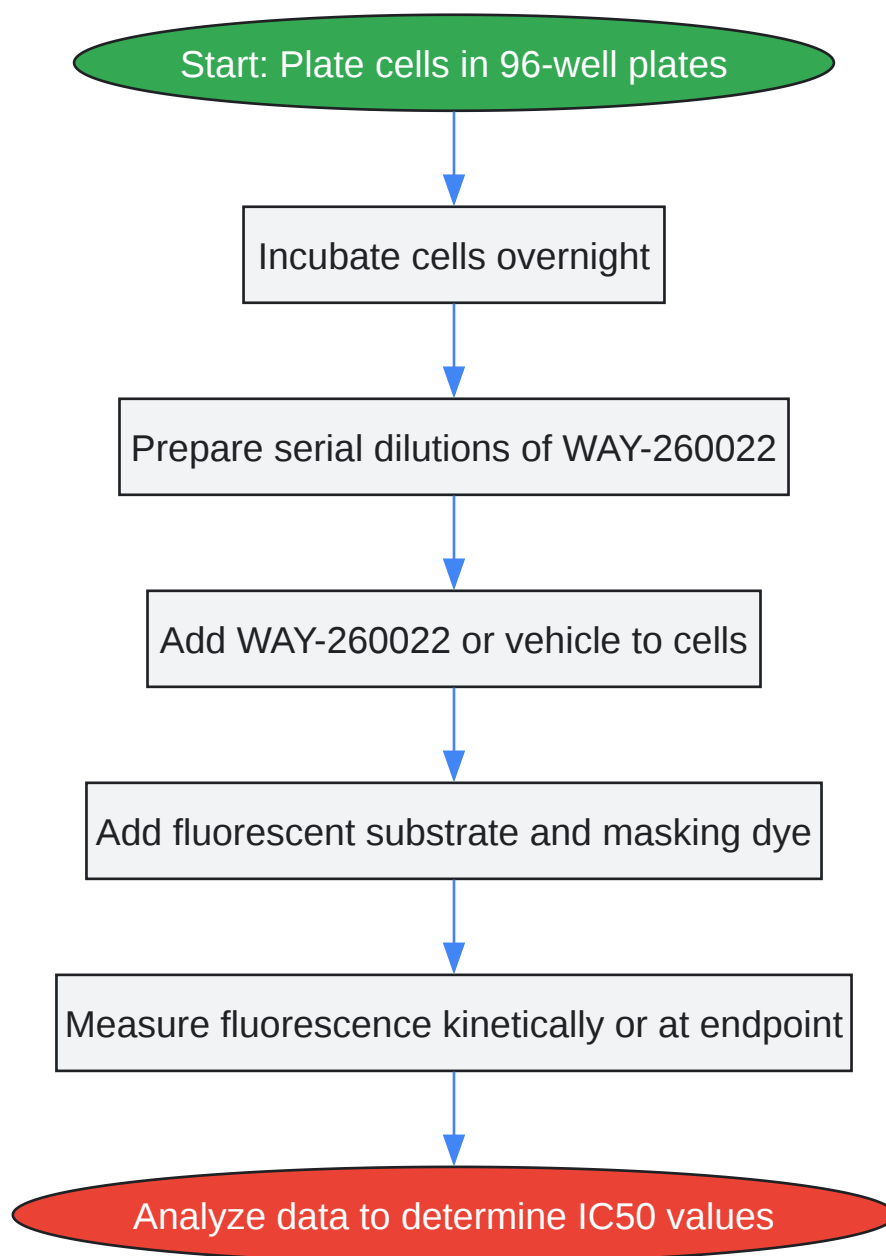 Start: Plate cells in 96-well plates
Incubate cells overnight
Prepare serial dilutions of WAY-260022
Add WAY-260022 or vehicle to cells
Add fluorescent substrate and masking dye
Measure fluorescence kinetically or at endpoint
Analyze data to determine IC50 values